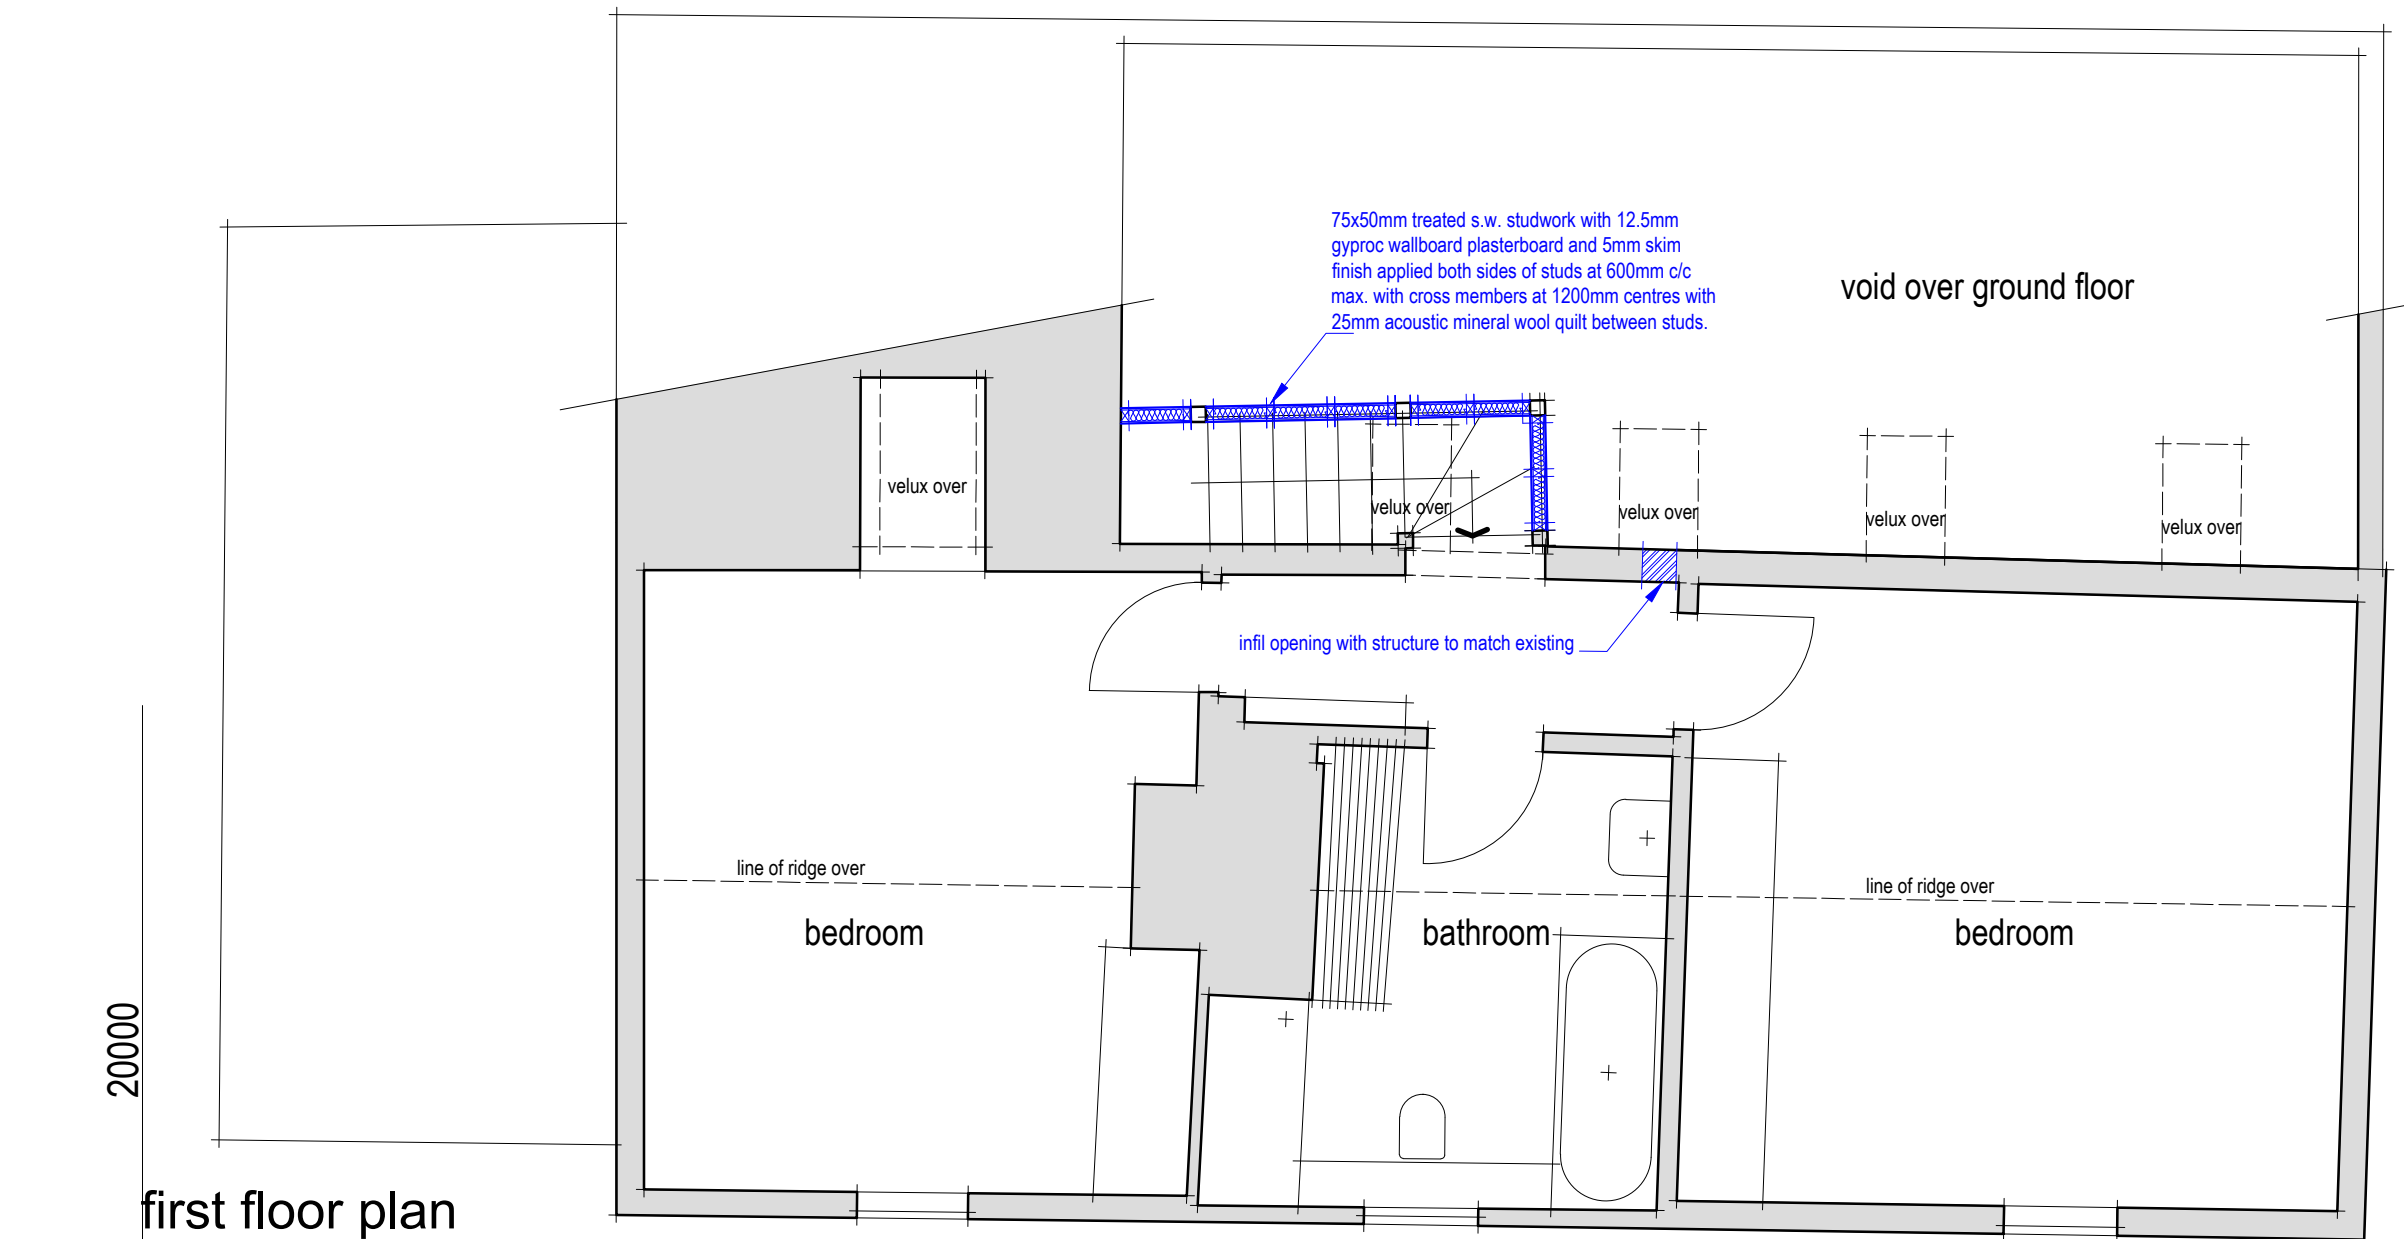 75x50mm treated s.w. studwork with 12.5mm
gyproc wallboard plasterboard and 5mm skim
finish applied both sides of studs at 600mm c/c
max. with cross members at 1200mm centres with
25mm acoustic mineral wool quilt between studs.
void over ground floor
velux over
velux over
velux over
velux over
velux over
infil opening with structure to match existing
line of ridge over
line of ridge over
bedroom
bathroom
bedroom
20000
first floor plan